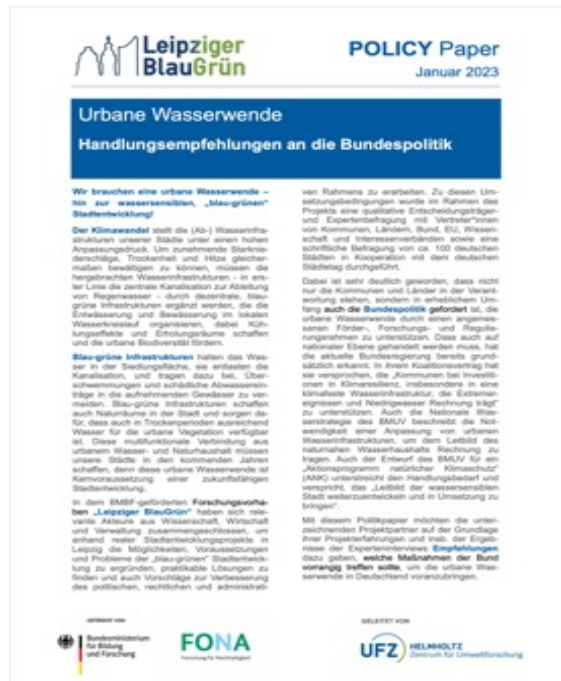 Leipziger
BlauGrün
POLICY Paper
Januar 2023
Urbane Wasserwende
Handlungsempfehlungen an die Bundespolitik
Wir brauchen eine urbane Wasserwende –
hin zur wassersensiblen, „blau-grünen"
Stadtentwicklung!
Der Klimawandel stellt die (Ab-) Wasserinfra-
strukturen unserer Städte unter einen hohen
Anpassungsdruck. Um zunehmende Starknie-
derschläge, Trockenheit und Hitze gleicher-
maßen bewältigen zu können, müssen die
hergebrachten Wasserinfrastrukturen - in ers-
ter Linie die zentrale Kanalisation zur Ableitung
von Regenwasser - durch dezentrale, blau-
grüne Infrastrukturen ergänzt werden, die die
Entwässerung und Bewässerung im lokalen
Wasserkreislauf organisieren, dabei Küh-
lungseffekte und Erholungsräume schaffen
und die urbane Biodiversität fördern.
Blau-grüne Infrastrukturen halten das Was-
ser in der Siedlungsfläche, sie entlasten die
Kanalisation, und tragen dazu bei, Über-
schwemmungen und schädliche Abwasserein-
träge in die aufnehmenden Gewässer zu ver-
meiden. Blau-grüne Infrastrukturen schaffen
auch Naturräume in der Stadt und sorgen da-
für, dass auch in Trockenperioden ausreichend
Wasser für die urbane Vegetation verfügbar
ist. Diese multifunktionale Verbindung aus
urbanem Wasser- und Naturhaushalt müssen
unsere Städte in den kommenden Jahren
schaffen, denn diese urbane Wasserwende ist
Kernvoraussetzung einer zukunftsfähigen
Stadtentwicklung.
In dem BMBF-geförderten Forschungsvorha-
ben „Leipziger BlauGrün" haben sich rele-
vante Akteure aus Wissenschaft, Wirtschaft
und Verwaltung zusammengeschlossen, um
anhand realer Stadtentwicklungsprojekte in
Leipzig die Möglichkeiten, Voraussetzungen
und Probleme der „blau-grünen" Stadtentwick-
lung zu ergründen, praktikable Lösungen zu
finden und auch Vorschläge zur Verbesserung
des politischen, rechtlichen und administrati-
ven Rahmens zu erarbeiten. Zu diesen Um-
setzungsbedingungen wurde im Rahmen des
Projekts eine qualitative Entscheidungsträger-
und Expertenbefragung mit Vertreter*innen
von Kommunen, Ländern, Bund, EU, Wissen-
schaft und Interessenverbänden sowie eine
schriftliche Befragung von ca. 100 deutschen
Städten in Kooperation mit dem deutschen
Städtetag durchgeführt.
Dabei ist sehr deutlich geworden, dass nicht
nur die Kommunen und Länder in der Verant-
wortung stehen, sondern in erheblichem Um-
fang auch die Bundespolitik gefordert ist, die
urbane Wasserwende durch einen angemes-
senen Förder-, Forschungs- und Regulie-
rungsrahmen zu unterstützen. Dass auch auf
nationaler Ebene gehandelt werden muss, hat
die aktuelle Bundesregierung bereits grund-
sätzlich erkannt. In ihrem Koalitionsvertrag hat
sie versprochen, die „Kommunen bei Investiti-
onen in Klimaresilienz, insbesondere in eine
klimafeste Wasserinfrastruktur, die Extremer-
eignissen und Niedrigwasser Rechnung trägt"
zu unterstützen. Auch die Nationale Was-
serstrategie des BMUV beschreibt die Not-
wendigkeit einer Anpassung von urbanen
Wasserinfrastrukturen, um dem Leitbild des
naturnahen Wasserhaushalts Rechnung zu
tragen. Auch der Entwurf des BMUV für ein
„Aktionsprogramm natürlicher Klimaschutz"
(ANK) unterstreicht den Handlungsbedarf und
verspricht, das „Leitbild der wassersensiblen
Stadt weiterzuentwickeln und in Umsetzung zu
bringen".
Mit diesem Politikpapier möchten die unter-
zeichnenden Projektpartner auf der Grundlage
ihrer Projekterfahrungen und insb. der Ergeb-
nisse der Experteninterviews Empfehlungen
dazu geben, welche Maßnahmen der Bund
vorrangig treffen sollte, um die urbane Was-
serwende in Deutschland voranzubringen.
GEFÖRDERT VOM
Bundesministerium
für Bildung
und Forschung
FONA
Forschung für Nachhaltigkeit
GELEITET VON
UFZ
HELMHOLTZ
Zentrum für Umweltforschung